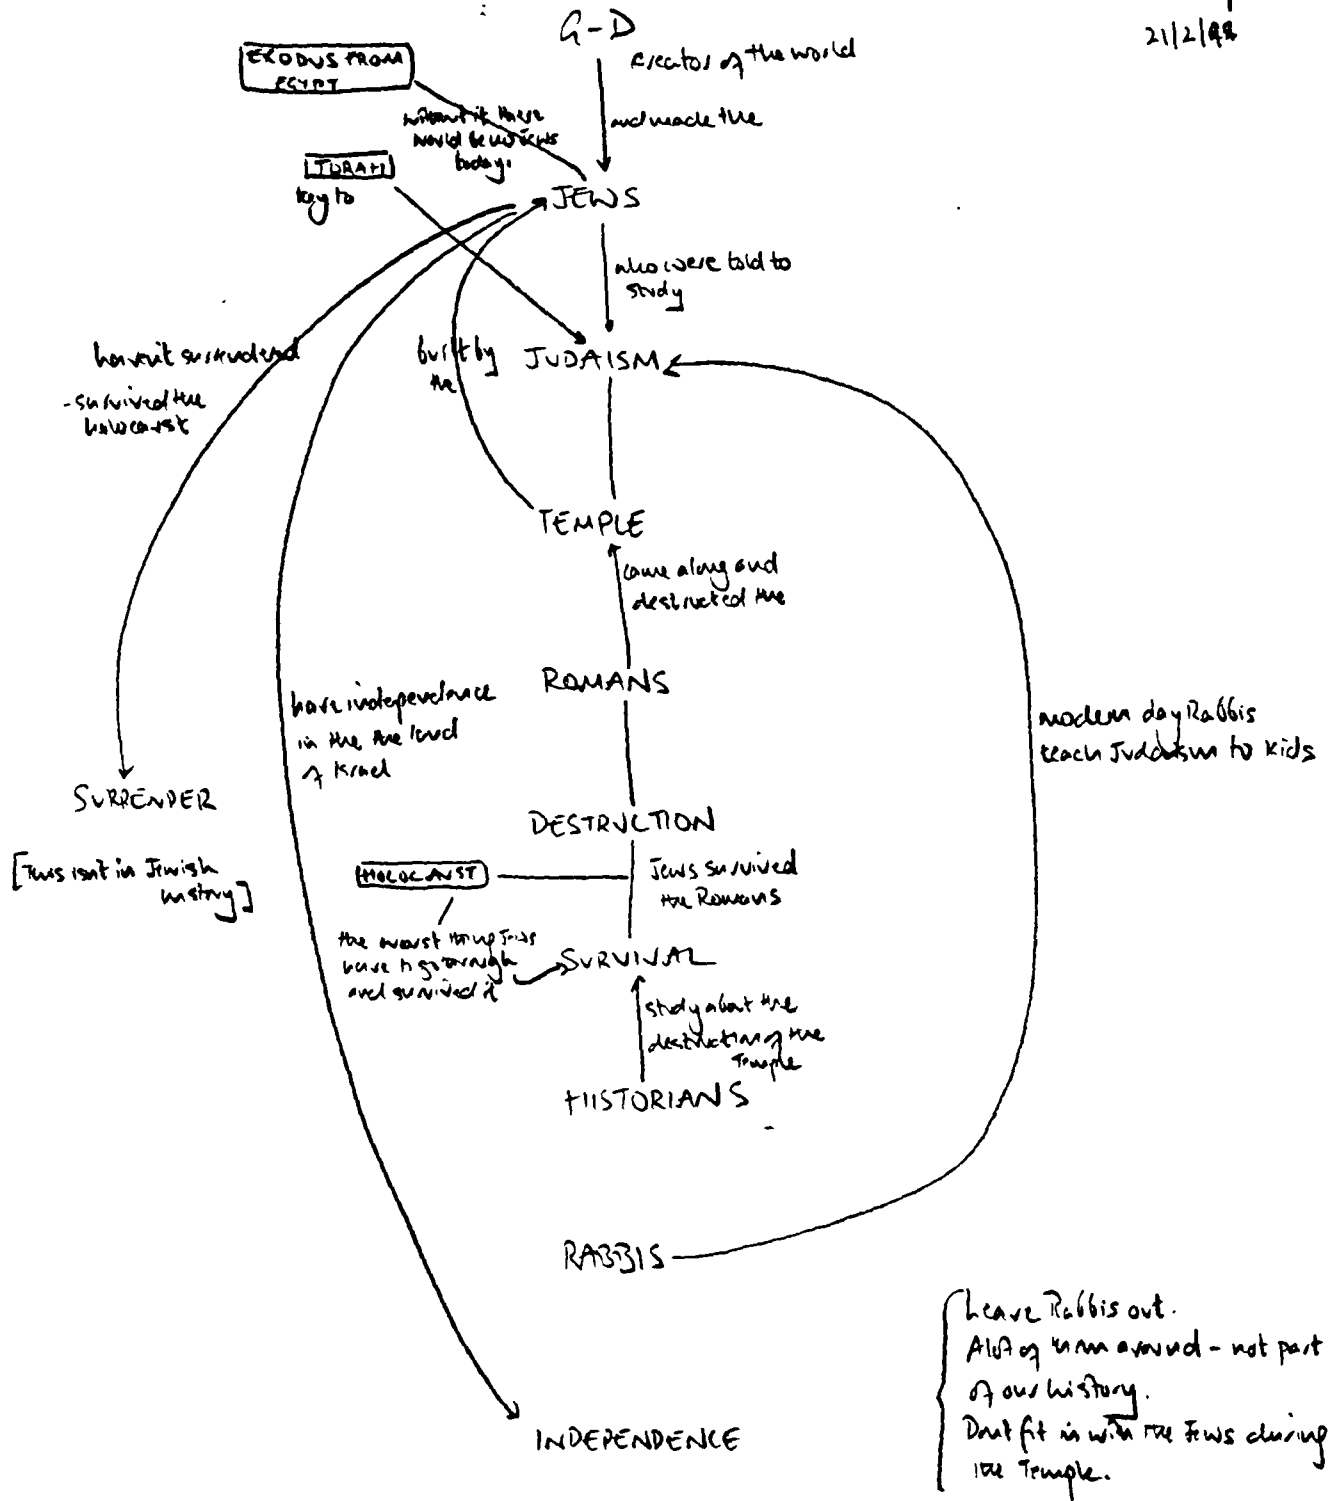 G-D
21/2/
creator of the world
EXODUS FROM
EGYPT
and made the
without it there
would be no Jews
today.
TORAH
key to
JEWS
who were told to
study
haven't surrendered
- survived the
holocaust
built by
the
JUDAISM
TEMPLE
came along and
destructed the
ROMANS
have independance
in the the land
of Israel
modern day Rabbis
teach Judaism to kids
SURRENDER
[This isnt in Jewish
history]
DESTRUCTION
HOLOCAUST
Jews survived
the Romans
the worst thing Jews
have to go through
and survived it
SURVIVAL
study about the
destruction of the
Temple
HISTORIANS
RABBIS
Leave Rabbis out.
Alot of them around - not part
of our history.
Dont fit in with the Jews during
the Temple.
INDEPENDENCE